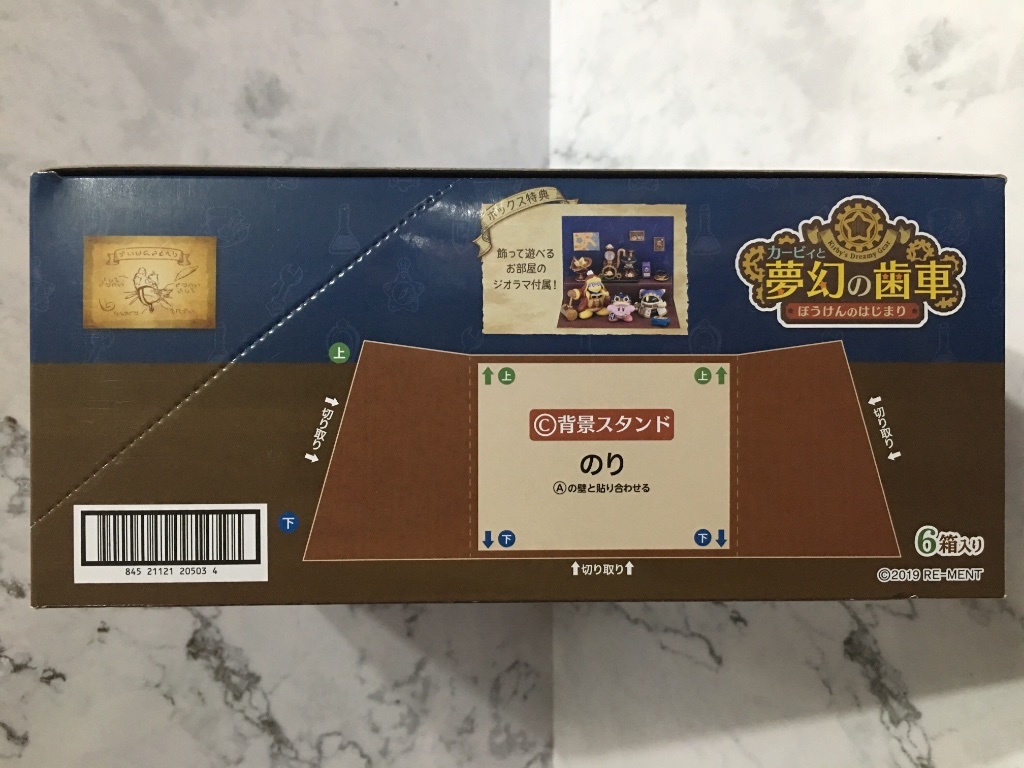 ボックス特典
飾って遊べる
お部屋の
ジオラマ付属！
Kirby's Dreamy Gear
カービィと
夢幻の歯車
ぼうけんのはじまり
上
↑上
上↑
←切り取り→
←切り取り→
Ⓒ背景スタンド
のり
Ⓐの壁と貼り合わせる
下
↓下
下↓
↑切り取り↑
845 21121 20503 4
6箱入り
©2019 RE-MENT